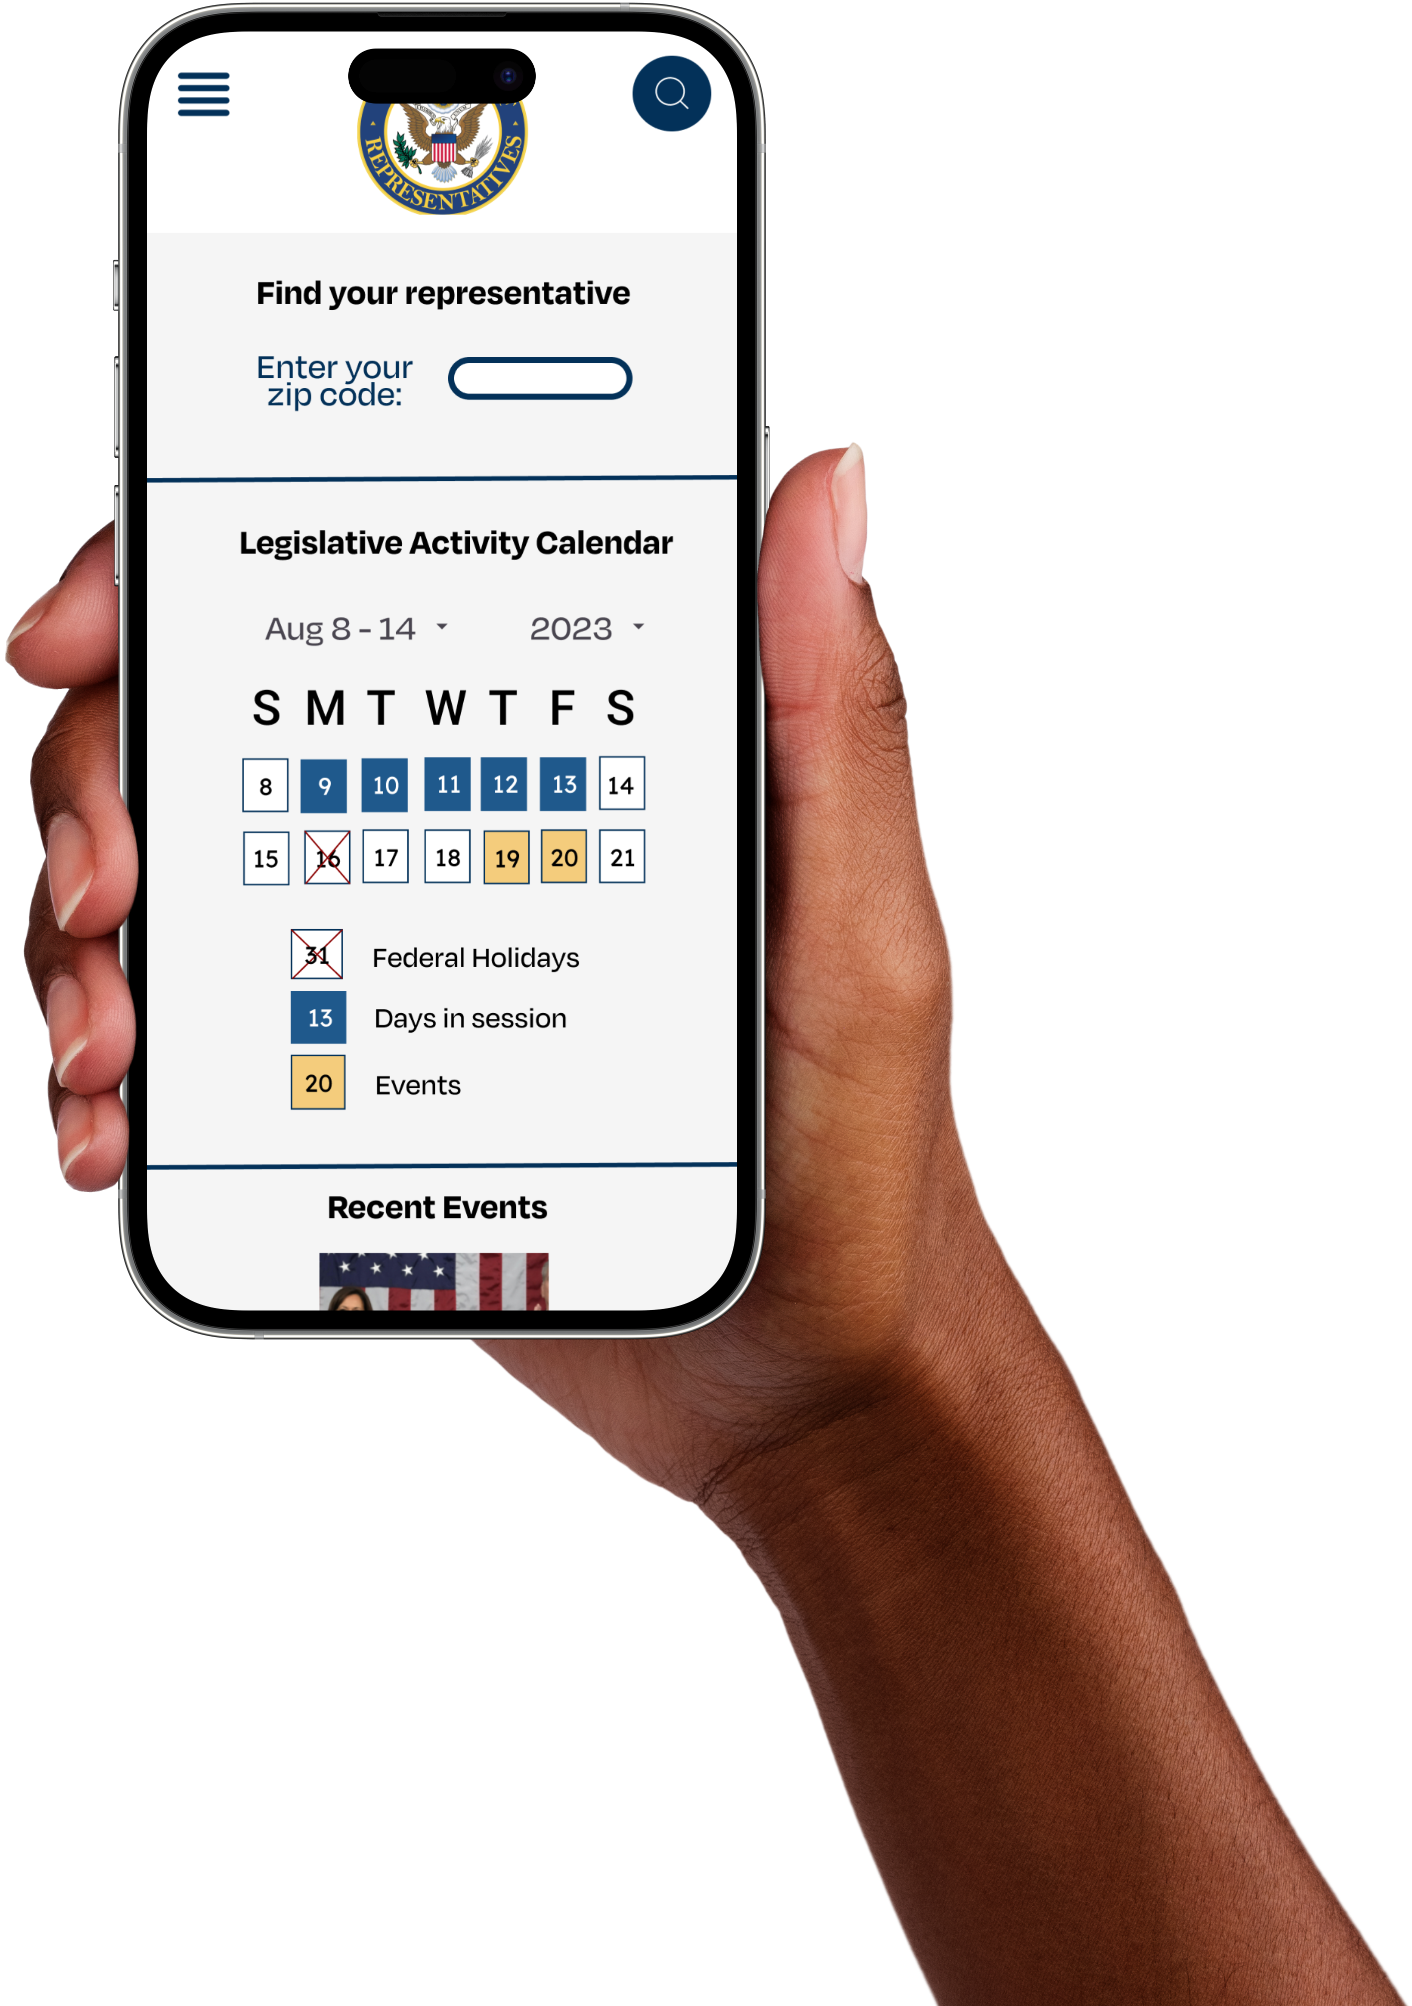 REPRESENTATIVES
Find your representative
Enter your
zip code:
Legislative Activity Calendar
Aug 8 - 14 2023
S M T W T F S
8 9 10 11 12 13 14
15 16 17 18 19 20 21
31 Federal Holidays
13 Days in session
20 Events
Recent Events